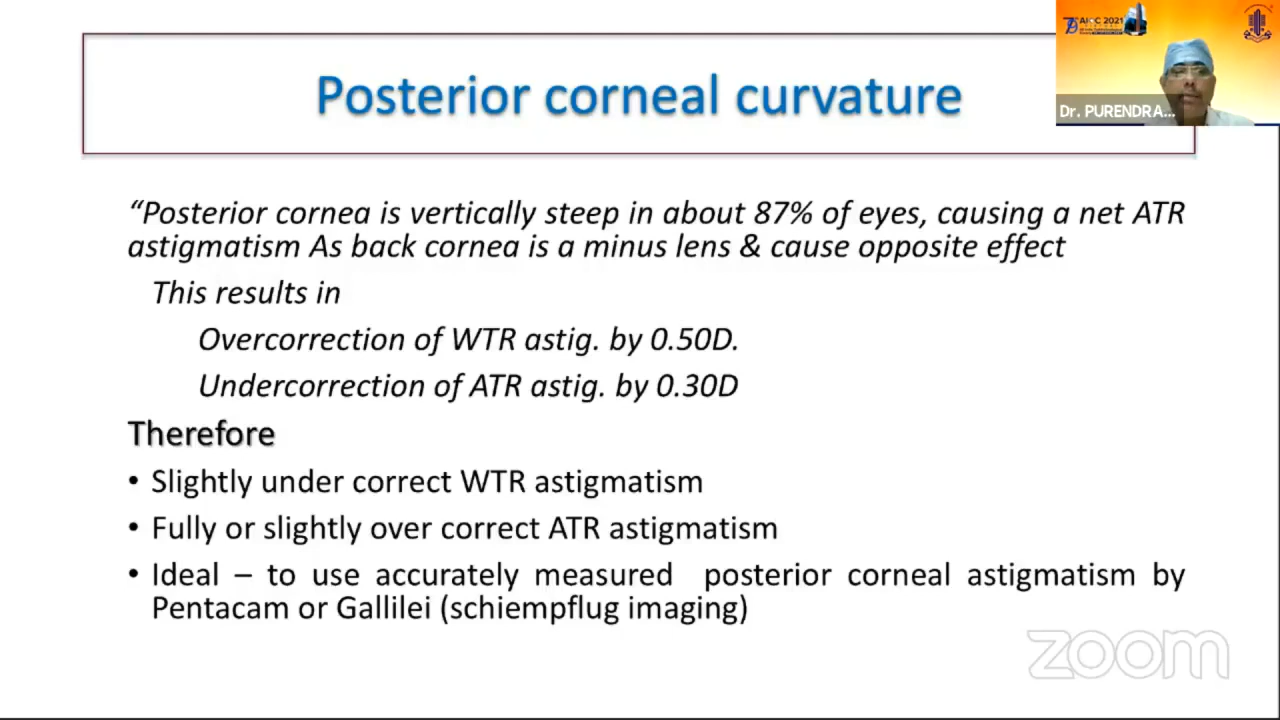 Posterior corneal curvature
AIOC 2021
Dr. PURENDRA...
“Posterior cornea is vertically steep in about 87% of eyes, causing a net ATR
astigmatism As back cornea is a minus lens & cause opposite effect
This results in
Overcorrection of WTR astig. by 0.50D.
Undercorrection of ATR astig. by 0.30D
Therefore
• Slightly under correct WTR astigmatism
• Fully or slightly over correct ATR astigmatism
• Ideal – to use accurately measured posterior corneal astigmatism by
Pentacam or Gallilei (schiempflug imaging)
zoom